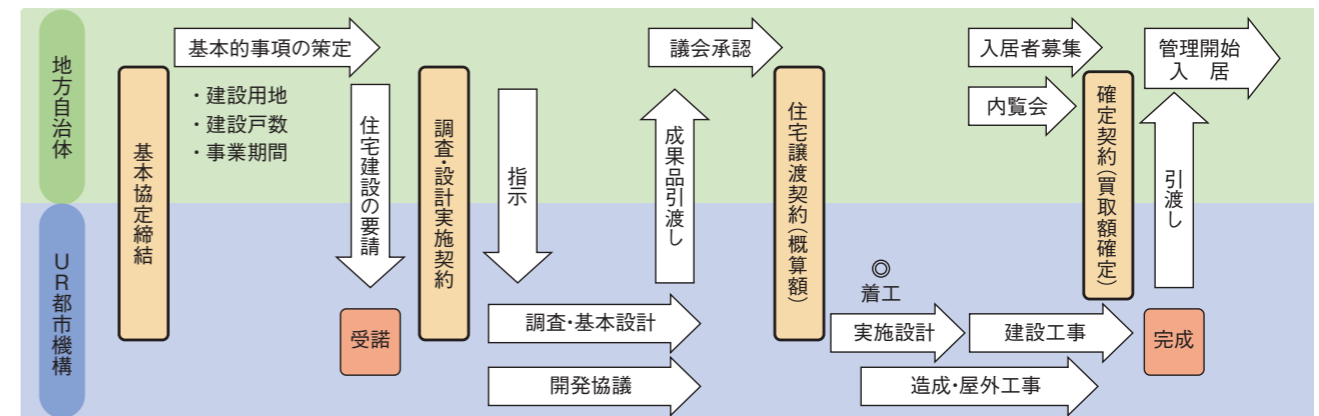 地方自治体
UR都市機構
基本協定締結
基本的事項の策定
・建設用地
・建設戸数
・事業期間
住宅建設の要請
受諾
調査・設計実施契約
指示
調査・基本設計
開発協議
成果品引渡し
議会承認
住宅譲渡契約(概算額)
◎
着工
実施設計
建設工事
造成・屋外工事
入居者募集
内覧会
確定契約(買取額確定)
完成
引渡し
管理開始
入 居